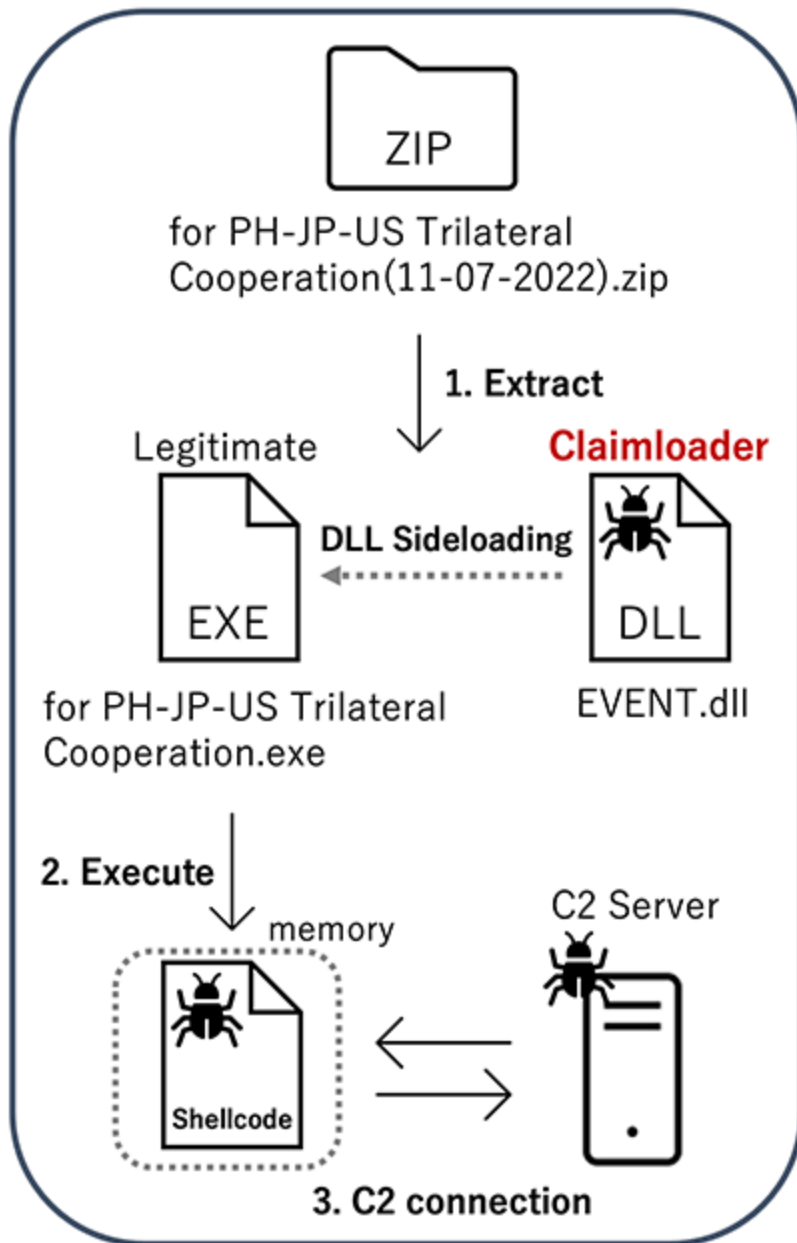 ZIP
for PH-JP-US Trilateral
Cooperation(11-07-2022).zip
1. Extract
Legitimate
Claimloader
DLL Sideloading
EXE
DLL
for PH-JP-US Trilateral
Cooperation.exe
EVENT.dll
2. Execute
memory
C2 Server
Shellcode
3. C2 connection